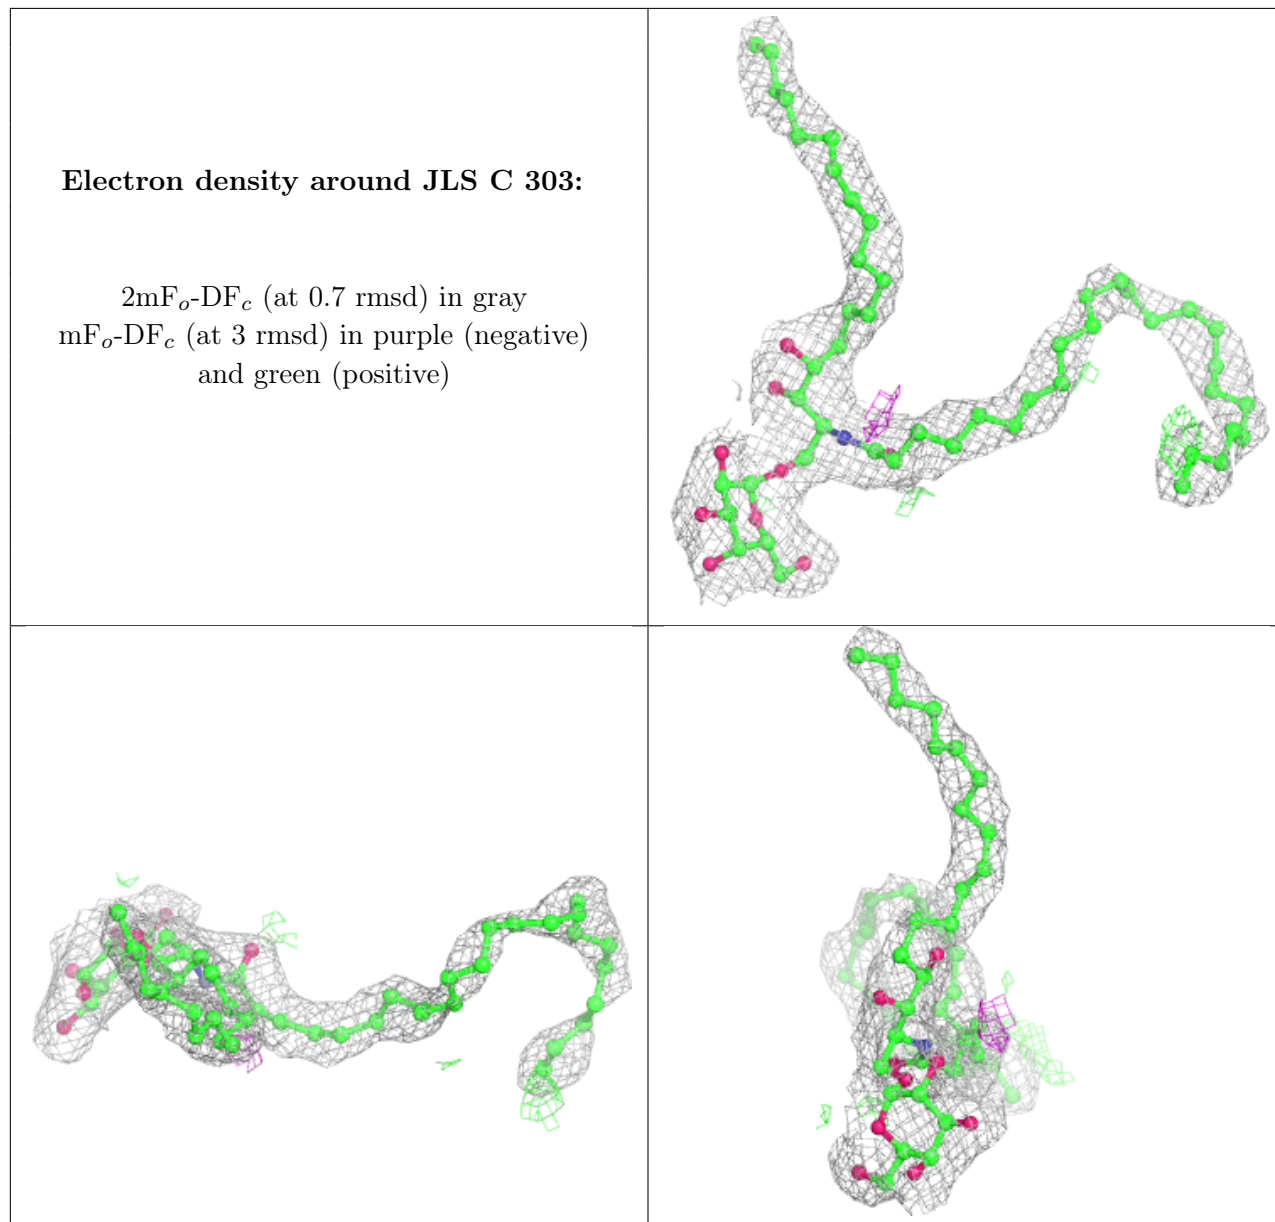 Electron density around JLS C 303:
2mFₒ-DF𝒸 (at 0.7 rmsd) in gray
mFₒ-DF𝒸 (at 3 rmsd) in purple (negative)
and green (positive)